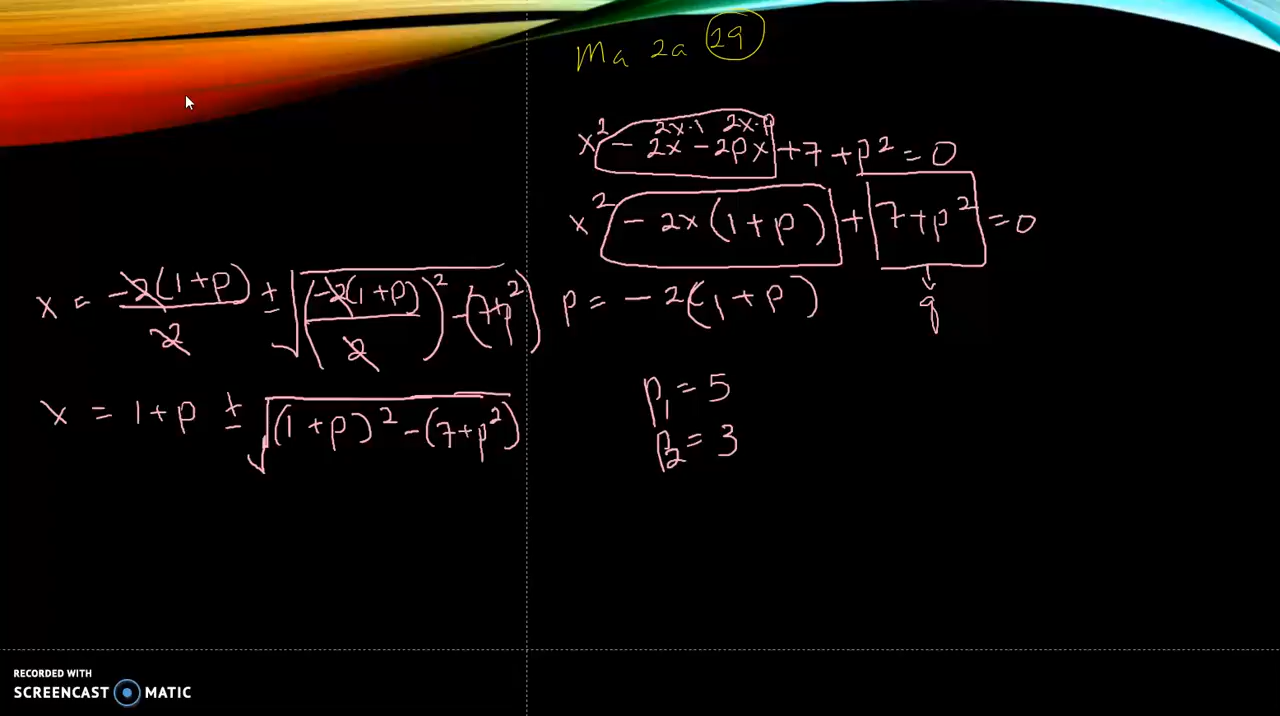 Ma 2a 29
2x·1 2x·p
x² - 2x - 2px + 7 + p² = 0
x² - 2x(1+p) + 7+p² = 0
p = -2(1+p)
q
p₁ = 5
p₂ = 3
x = -2(1+p)/2 ± √((-2(1+p)/2)² - (7+p²))
x = 1+p ± √((1+p)² - (7+p²))
RECORDED WITH
SCREENCAST MATIC